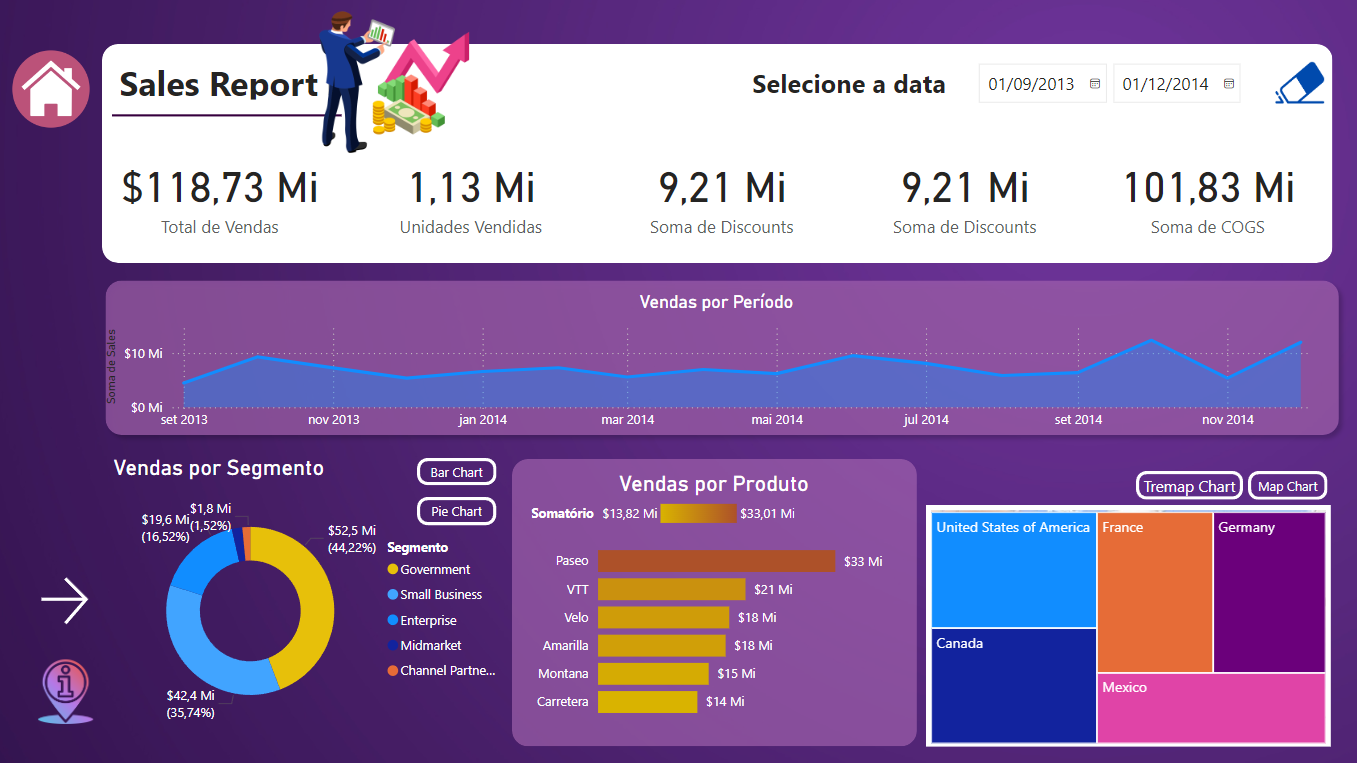 Sales Report
Selecione a data
01/09/2013
01/12/2014
$118,73 Mi
Total de Vendas
1,13 Mi
Unidades Vendidas
9,21 Mi
Soma de Discounts
9,21 Mi
Soma de Discounts
101,83 Mi
Soma de COGS
Vendas por Período
Soma de Sales
$10 Mi
$0 Mi
set 2013
nov 2013
jan 2014
mar 2014
mai 2014
jul 2014
set 2014
nov 2014
Vendas por Segmento
Bar Chart
Pie Chart
$1,8 Mi
(1,52%)
$19,6 Mi
(16,52%)
$52,5 Mi
(44,22%)
$42,4 Mi
(35,74%)
Segmento
Government
Small Business
Enterprise
Midmarket
Channel Partne...
Vendas por Produto
Somatório $13,82 Mi $33,01 Mi
Paseo $33 Mi
VTT $21 Mi
Velo $18 Mi
Amarilla $18 Mi
Montana $15 Mi
Carretera $14 Mi
Tremap Chart
Map Chart
United States of America
France
Germany
Canada
Mexico